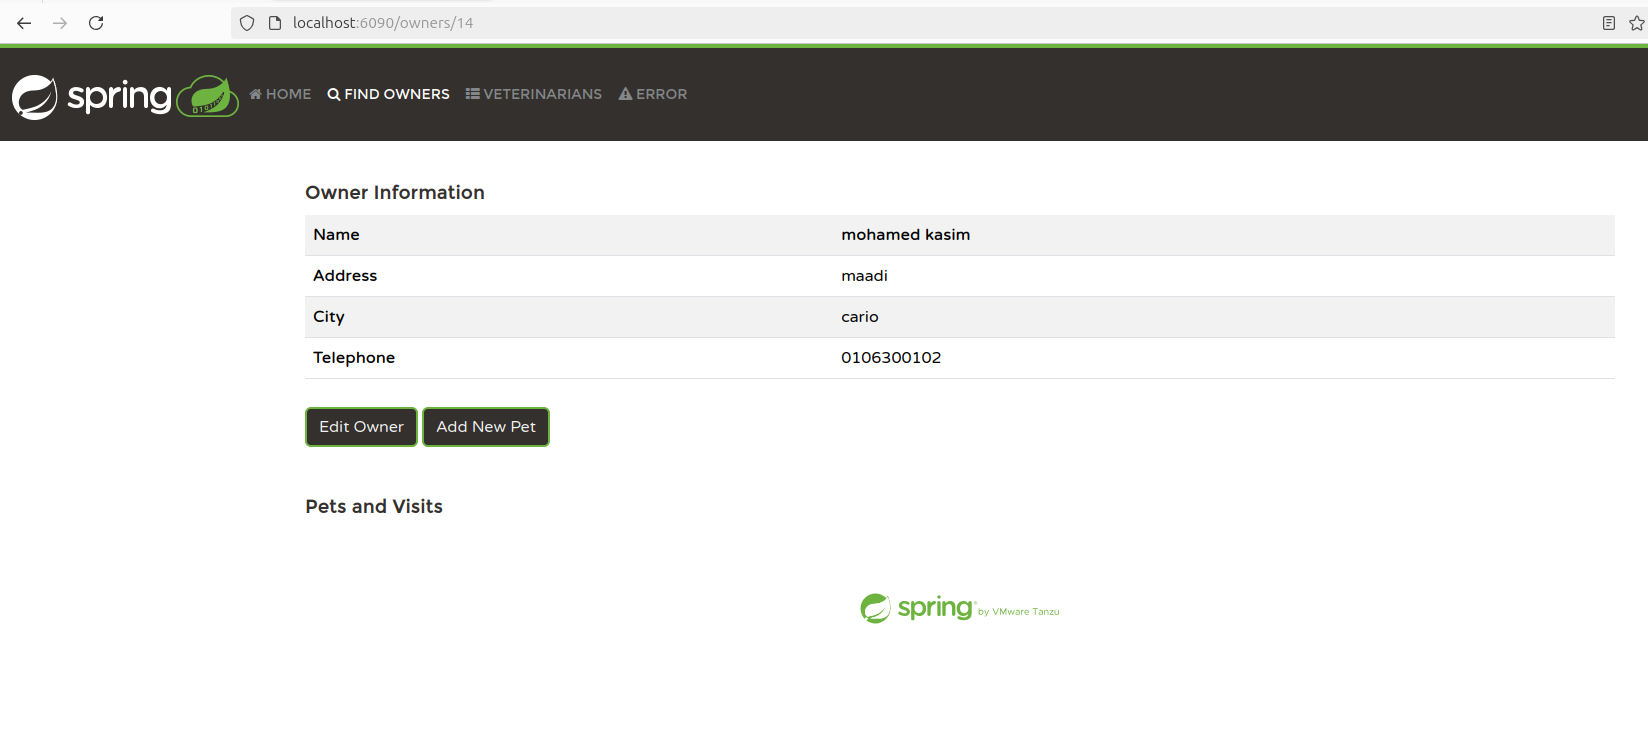 localhost:6090/owners/14
spring HOME FIND OWNERS VETERINARIANS ERROR
Owner Information
Name mohamed kasim
Address maadi
City cario
Telephone 0106300102
Edit Owner Add New Pet
Pets and Visits
spring by VMware Tanzu